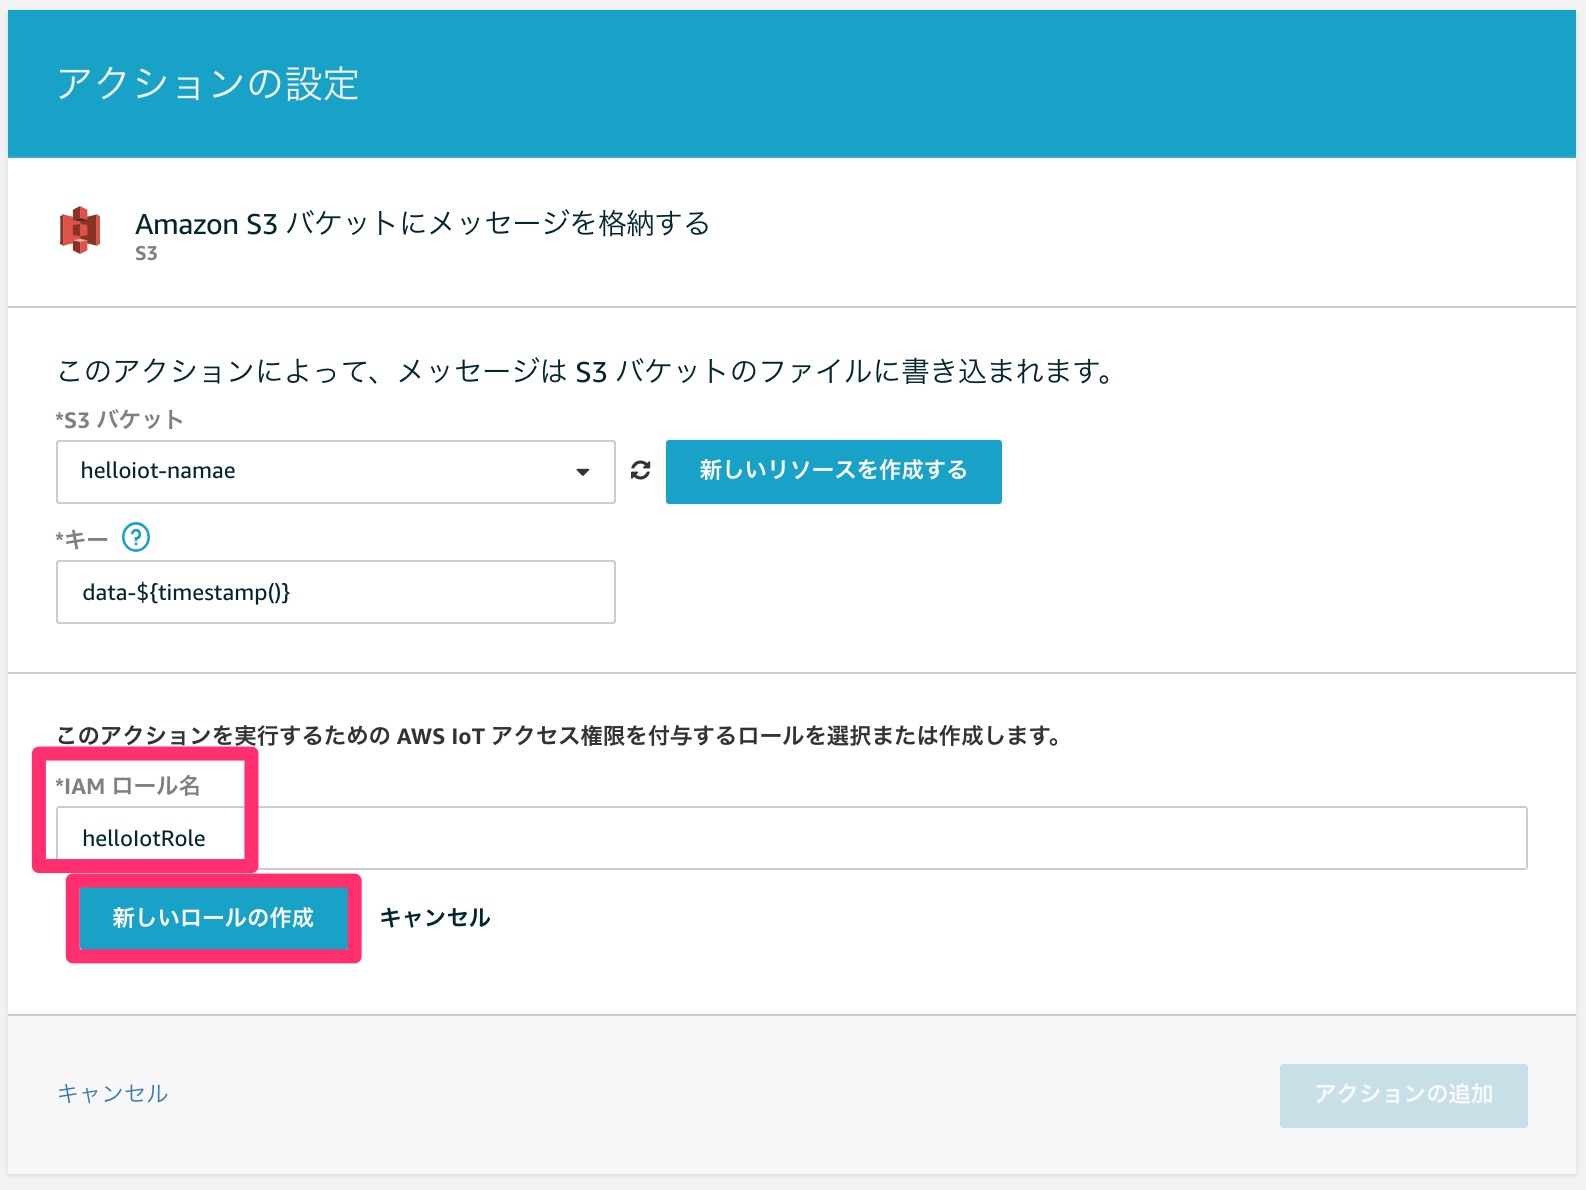 アクションの設定
Amazon S3 バケットにメッセージを格納する
S3
このアクションによって、メッセージは S3 バケットのファイルに書き込まれます。
*S3 バケット
helloiot-namae
新しいリソースを作成する
*キー ?
data-${timestamp()}
このアクションを実行するための AWS IoT アクセス権限を付与するロールを選択または作成します。
*IAM ロール名
helloIotRole
新しいロールの作成 キャンセル
キャンセル
アクションの追加